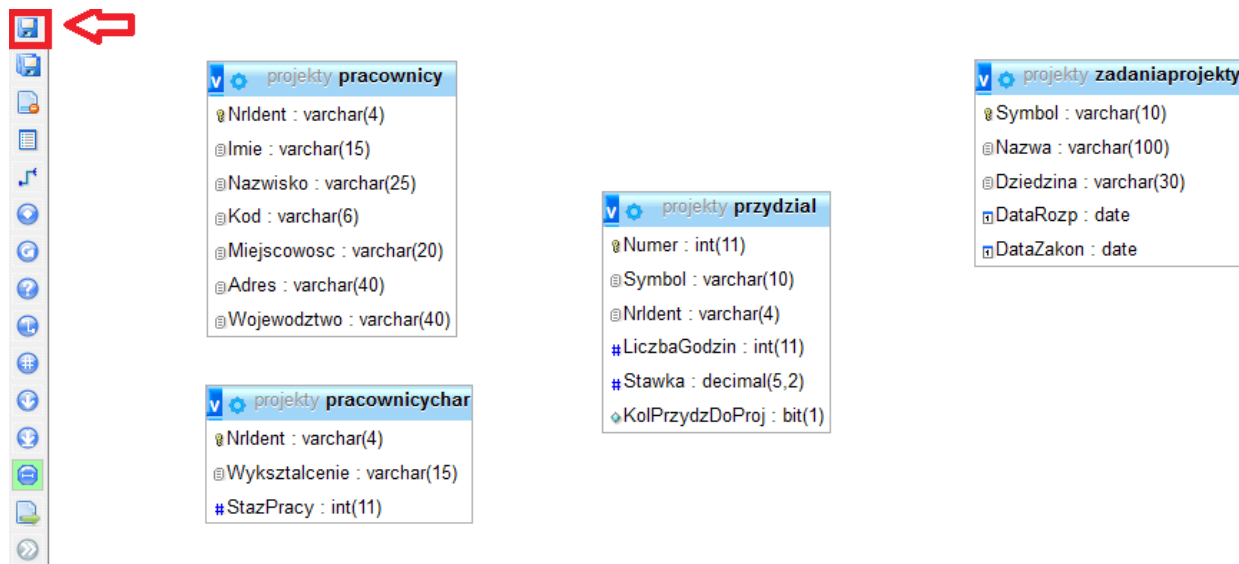 v projekty pracownicy
NrIdent : varchar(4)
Imie : varchar(15)
Nazwisko : varchar(25)
Kod : varchar(6)
Miejscowosc : varchar(20)
Adres : varchar(40)
Wojewodztwo : varchar(40)
v projekty pracownicychar
NrIdent : varchar(4)
Wyksztalcenie : varchar(15)
# StazPracy : int(11)
v projekty przydzial
Numer : int(11)
Symbol : varchar(10)
NrIdent : varchar(4)
# LiczbaGodzin : int(11)
# Stawka : decimal(5,2)
KolPrzydzDoProj : bit(1)
v projekty zadaniaprojekty
Symbol : varchar(10)
Nazwa : varchar(100)
Dziedzina : varchar(30)
DataRozp : date
DataZakon : date